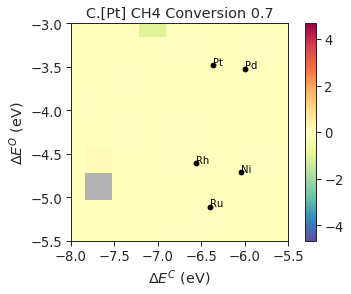 C.[Pt] CH4 Conversion 0.7
−3.0
−3.5
−4.0
−4.5
−5.0
−5.5
ΔE^O (eV)
Pt
Pd
Rh
Ni
Ru
−8.0 −7.5 −7.0 −6.5 −6.0 −5.5
ΔE^C (eV)
4
2
0
−2
−4